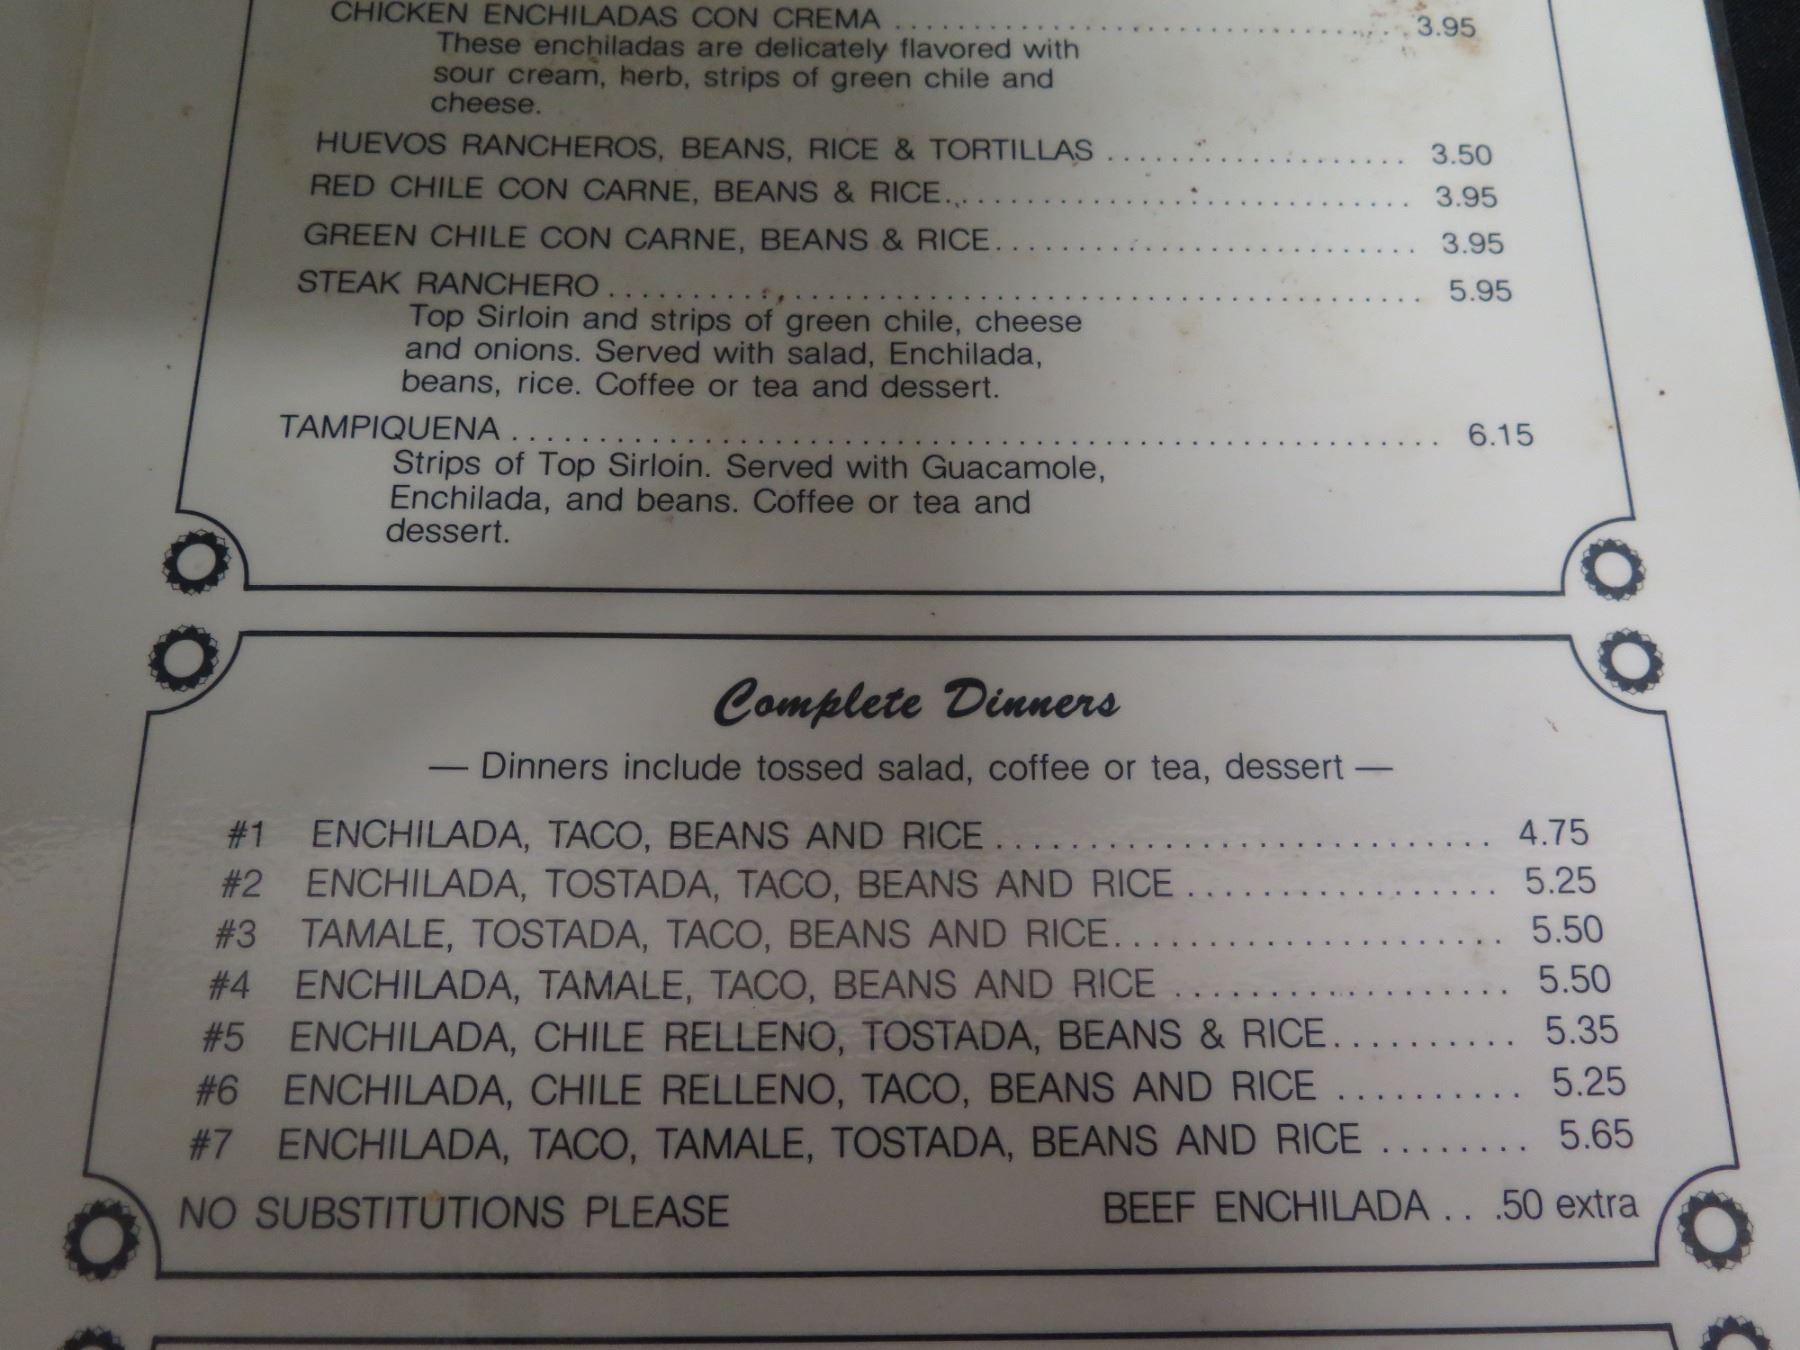 CHICKEN ENCHILADAS CON CREMA ........................................ 3.95
These enchiladas are delicately flavored with
sour cream, herb, strips of green chile and
cheese.
HUEVOS RANCHEROS, BEANS, RICE & TORTILLAS .................. 3.50
RED CHILE CON CARNE, BEANS & RICE............................. 3.95
GREEN CHILE CON CARNE, BEANS & RICE.......................... 3.95
STEAK RANCHERO .................................................. 5.95
Top Sirloin and strips of green chile, cheese
and onions. Served with salad, Enchilada,
beans, rice. Coffee or tea and dessert.
TAMPIQUENA ....................................................... 6.15
Strips of Top Sirloin. Served with Guacamole,
Enchilada, and beans. Coffee or tea and
dessert.
Complete Dinners
— Dinners include tossed salad, coffee or tea, dessert —
#1 ENCHILADA, TACO, BEANS AND RICE ............................ 4.75
#2 ENCHILADA, TOSTADA, TACO, BEANS AND RICE .................. 5.25
#3 TAMALE, TOSTADA, TACO, BEANS AND RICE...................... 5.50
#4 ENCHILADA, TAMALE, TACO, BEANS AND RICE ................... 5.50
#5 ENCHILADA, CHILE RELLENO, TOSTADA, BEANS & RICE.......... 5.35
#6 ENCHILADA, CHILE RELLENO, TACO, BEANS AND RICE .......... 5.25
#7 ENCHILADA, TACO, TAMALE, TOSTADA, BEANS AND RICE ........ 5.65
NO SUBSTITUTIONS PLEASE BEEF ENCHILADA . . .50 extra